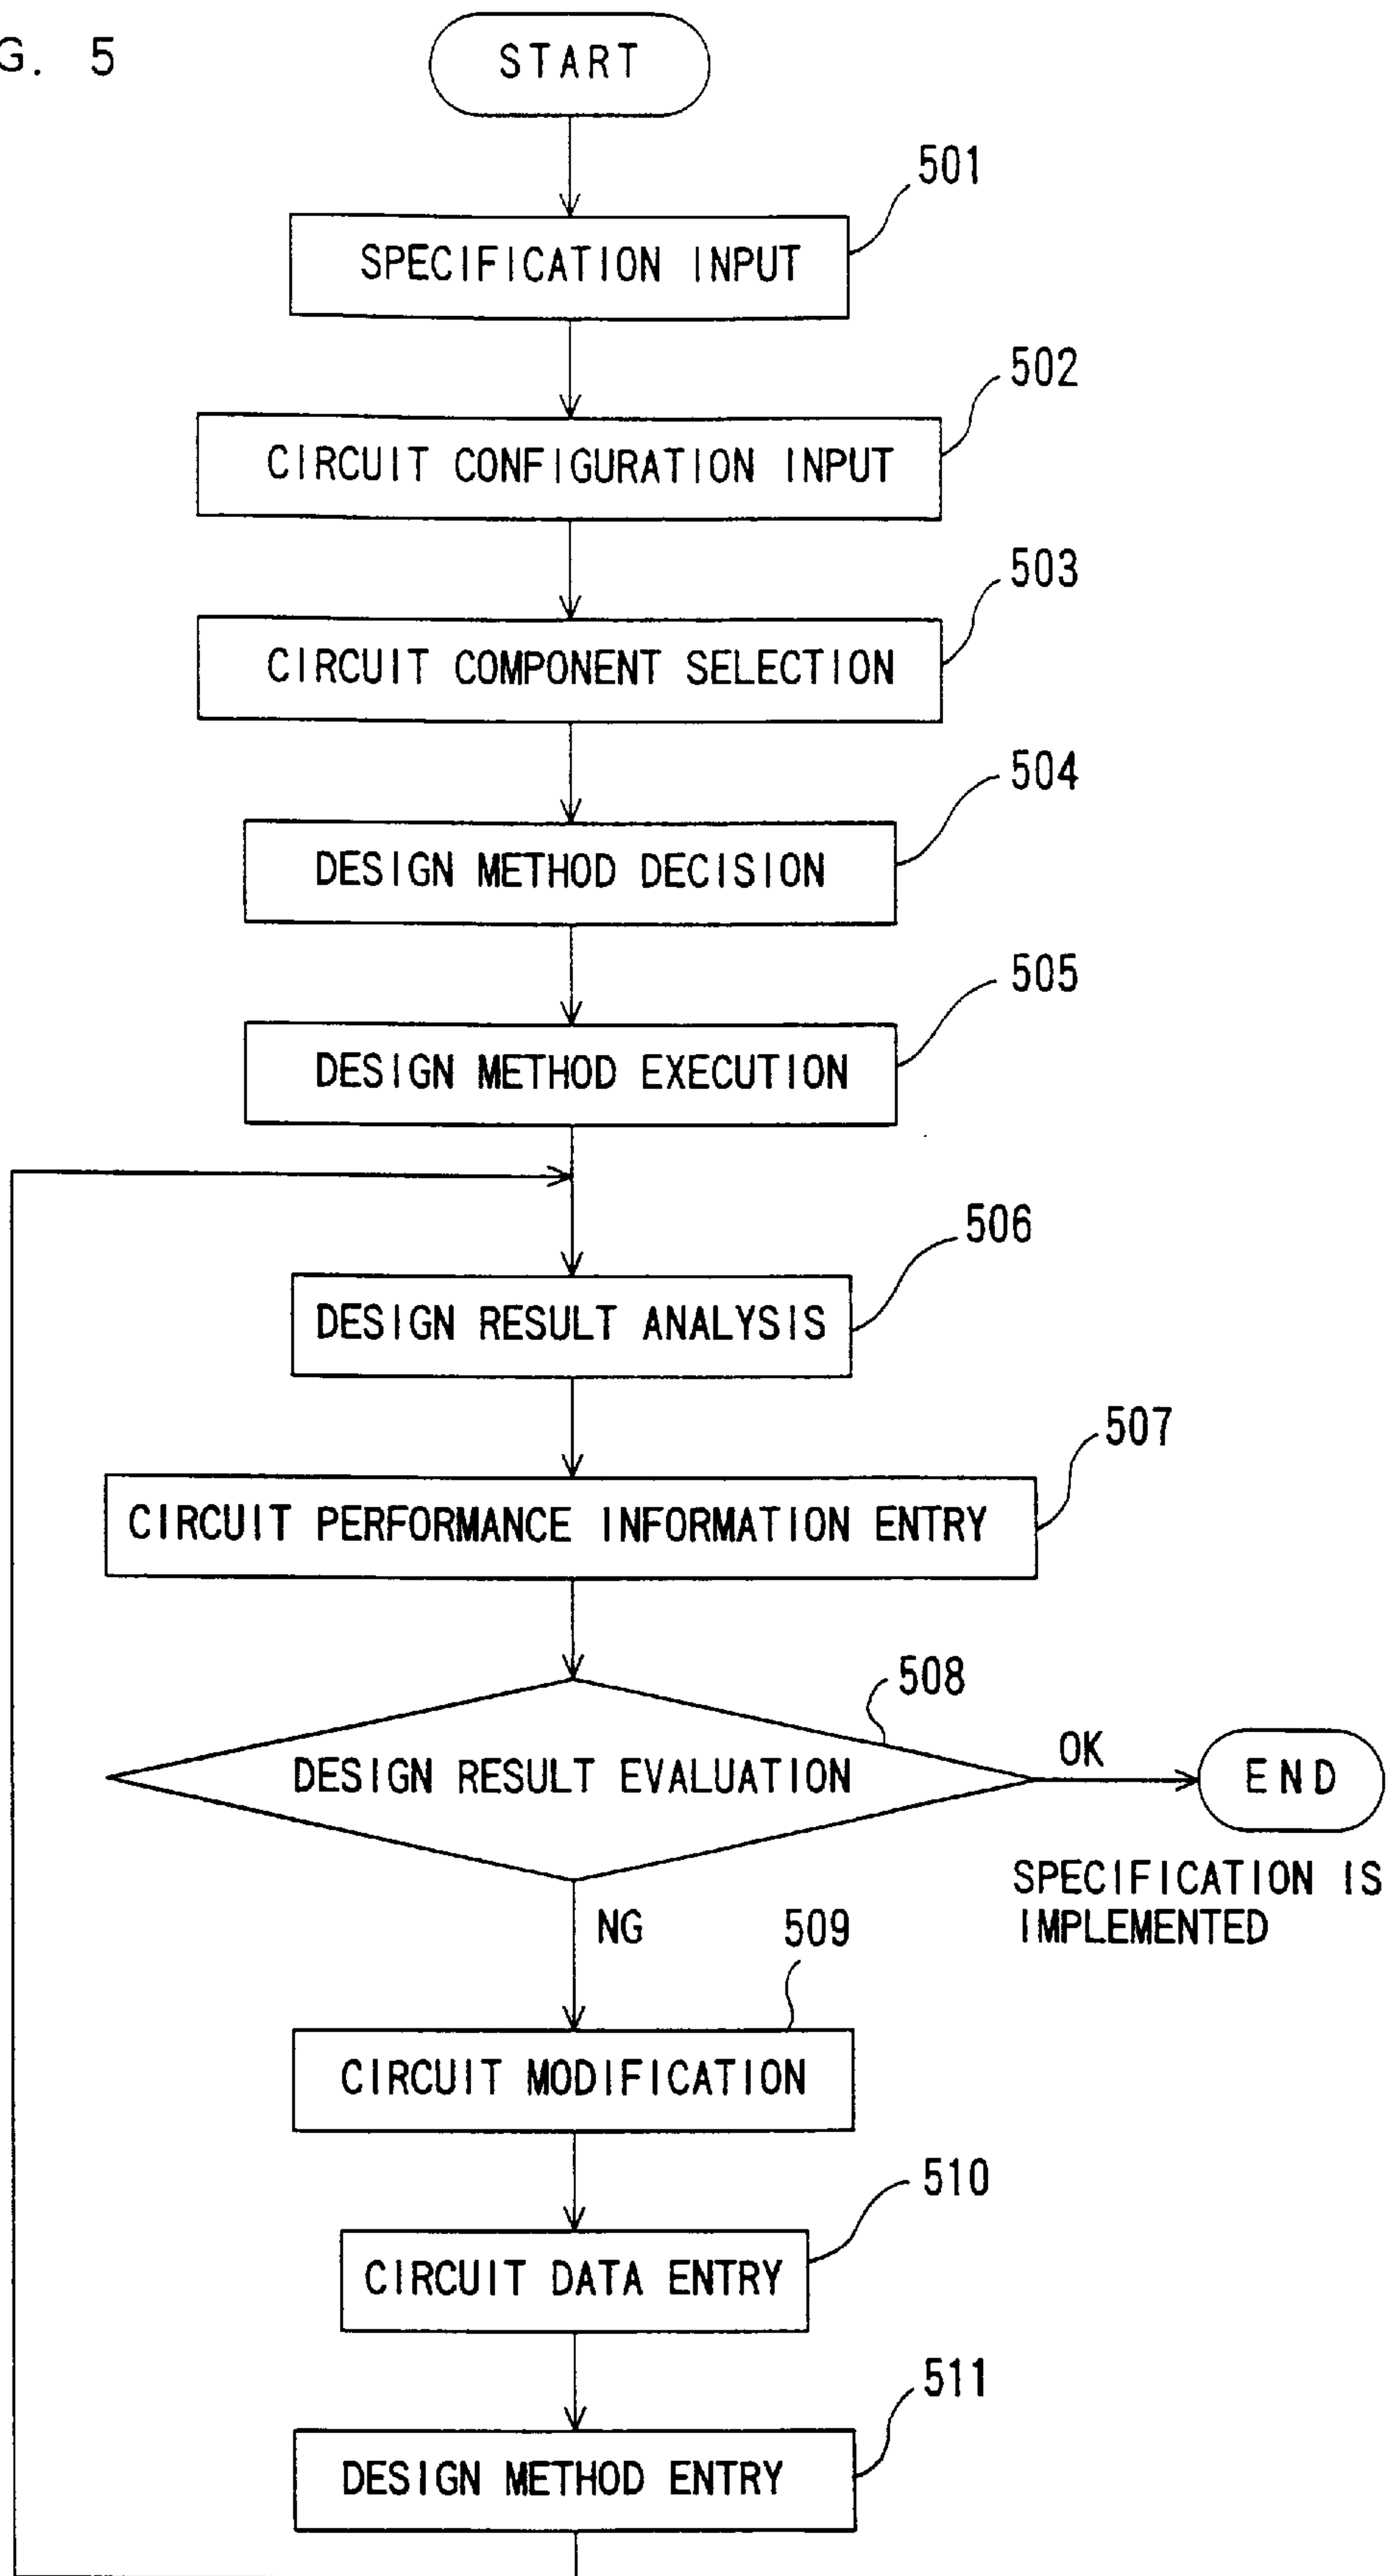 G. 5
START
501
SPECIFICATION INPUT
502
CIRCUIT CONFIGURATION INPUT
503
CIRCUIT COMPONENT SELECTION
504
DESIGN METHOD DECISION
505
DESIGN METHOD EXECUTION
506
DESIGN RESULT ANALYSIS
507
CIRCUIT PERFORMANCE INFORMATION ENTRY
508
DESIGN RESULT EVALUATION
OK
END
SPECIFICATION IS
IMPLEMENTED
NG
509
CIRCUIT MODIFICATION
510
CIRCUIT DATA ENTRY
511
DESIGN METHOD ENTRY